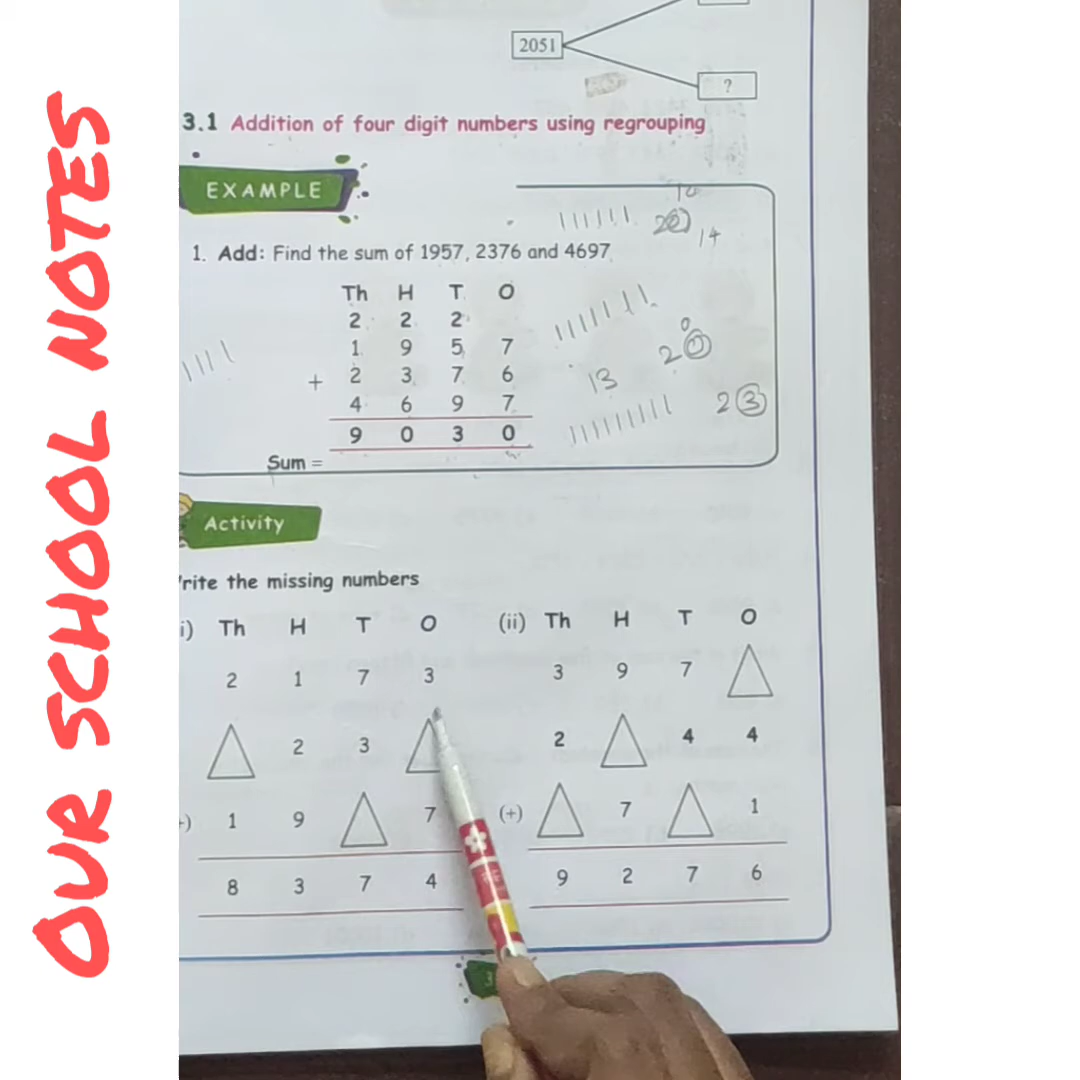 OUR SCHOOL NOTES
2051
?
3.1 Addition of four digit numbers using regrouping
EXAMPLE
1. Add: Find the sum of 1957, 2376 and 4697
Th H T O
2 2 2
1 9 5 7
+ 2 3 7 6
4 6 9 7
9 0 3 0
Sum =
14
13
2 3
Activity
rite the missing numbers
i) Th H T O
2 1 7 3
2 3
) 1 9 7
8 3 7 4
(ii) Th H T O
3 9 7
2 4 4
(+) 7 1
9 2 7 6
3